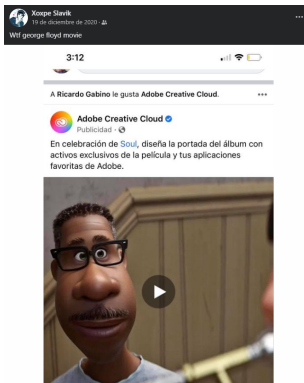 Xoxpe Slavik
19 de diciembre de 2020 ·
Wtf george floyd movie
3:12
A Ricardo Gabino le gusta Adobe Creative Cloud.
Adobe Creative Cloud
Publicidad ·
En celebración de Soul, diseña la portada del álbum con
activos exclusivos de la película y tus aplicaciones
favoritas de Adobe.